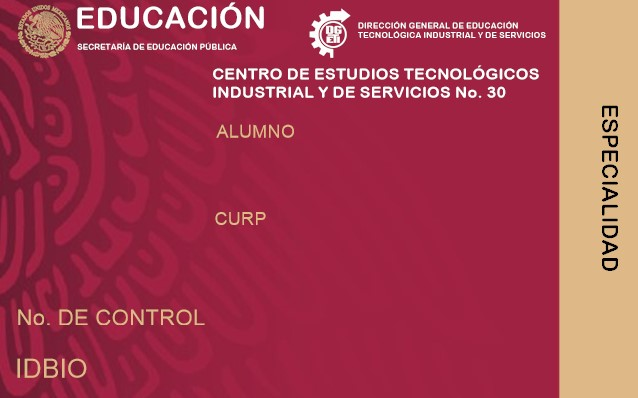 EDUCACIÓN
SECRETARÍA DE EDUCACIÓN PÚBLICA
DIRECCIÓN GENERAL DE EDUCACIÓN
TECNOLÓGICA INDUSTRIAL Y DE SERVICIOS
CENTRO DE ESTUDIOS TECNOLÓGICOS
INDUSTRIAL Y DE SERVICIOS No. 30
ALUMNO
CURP
No. DE CONTROL
IDBIO
ESPECIALIDAD